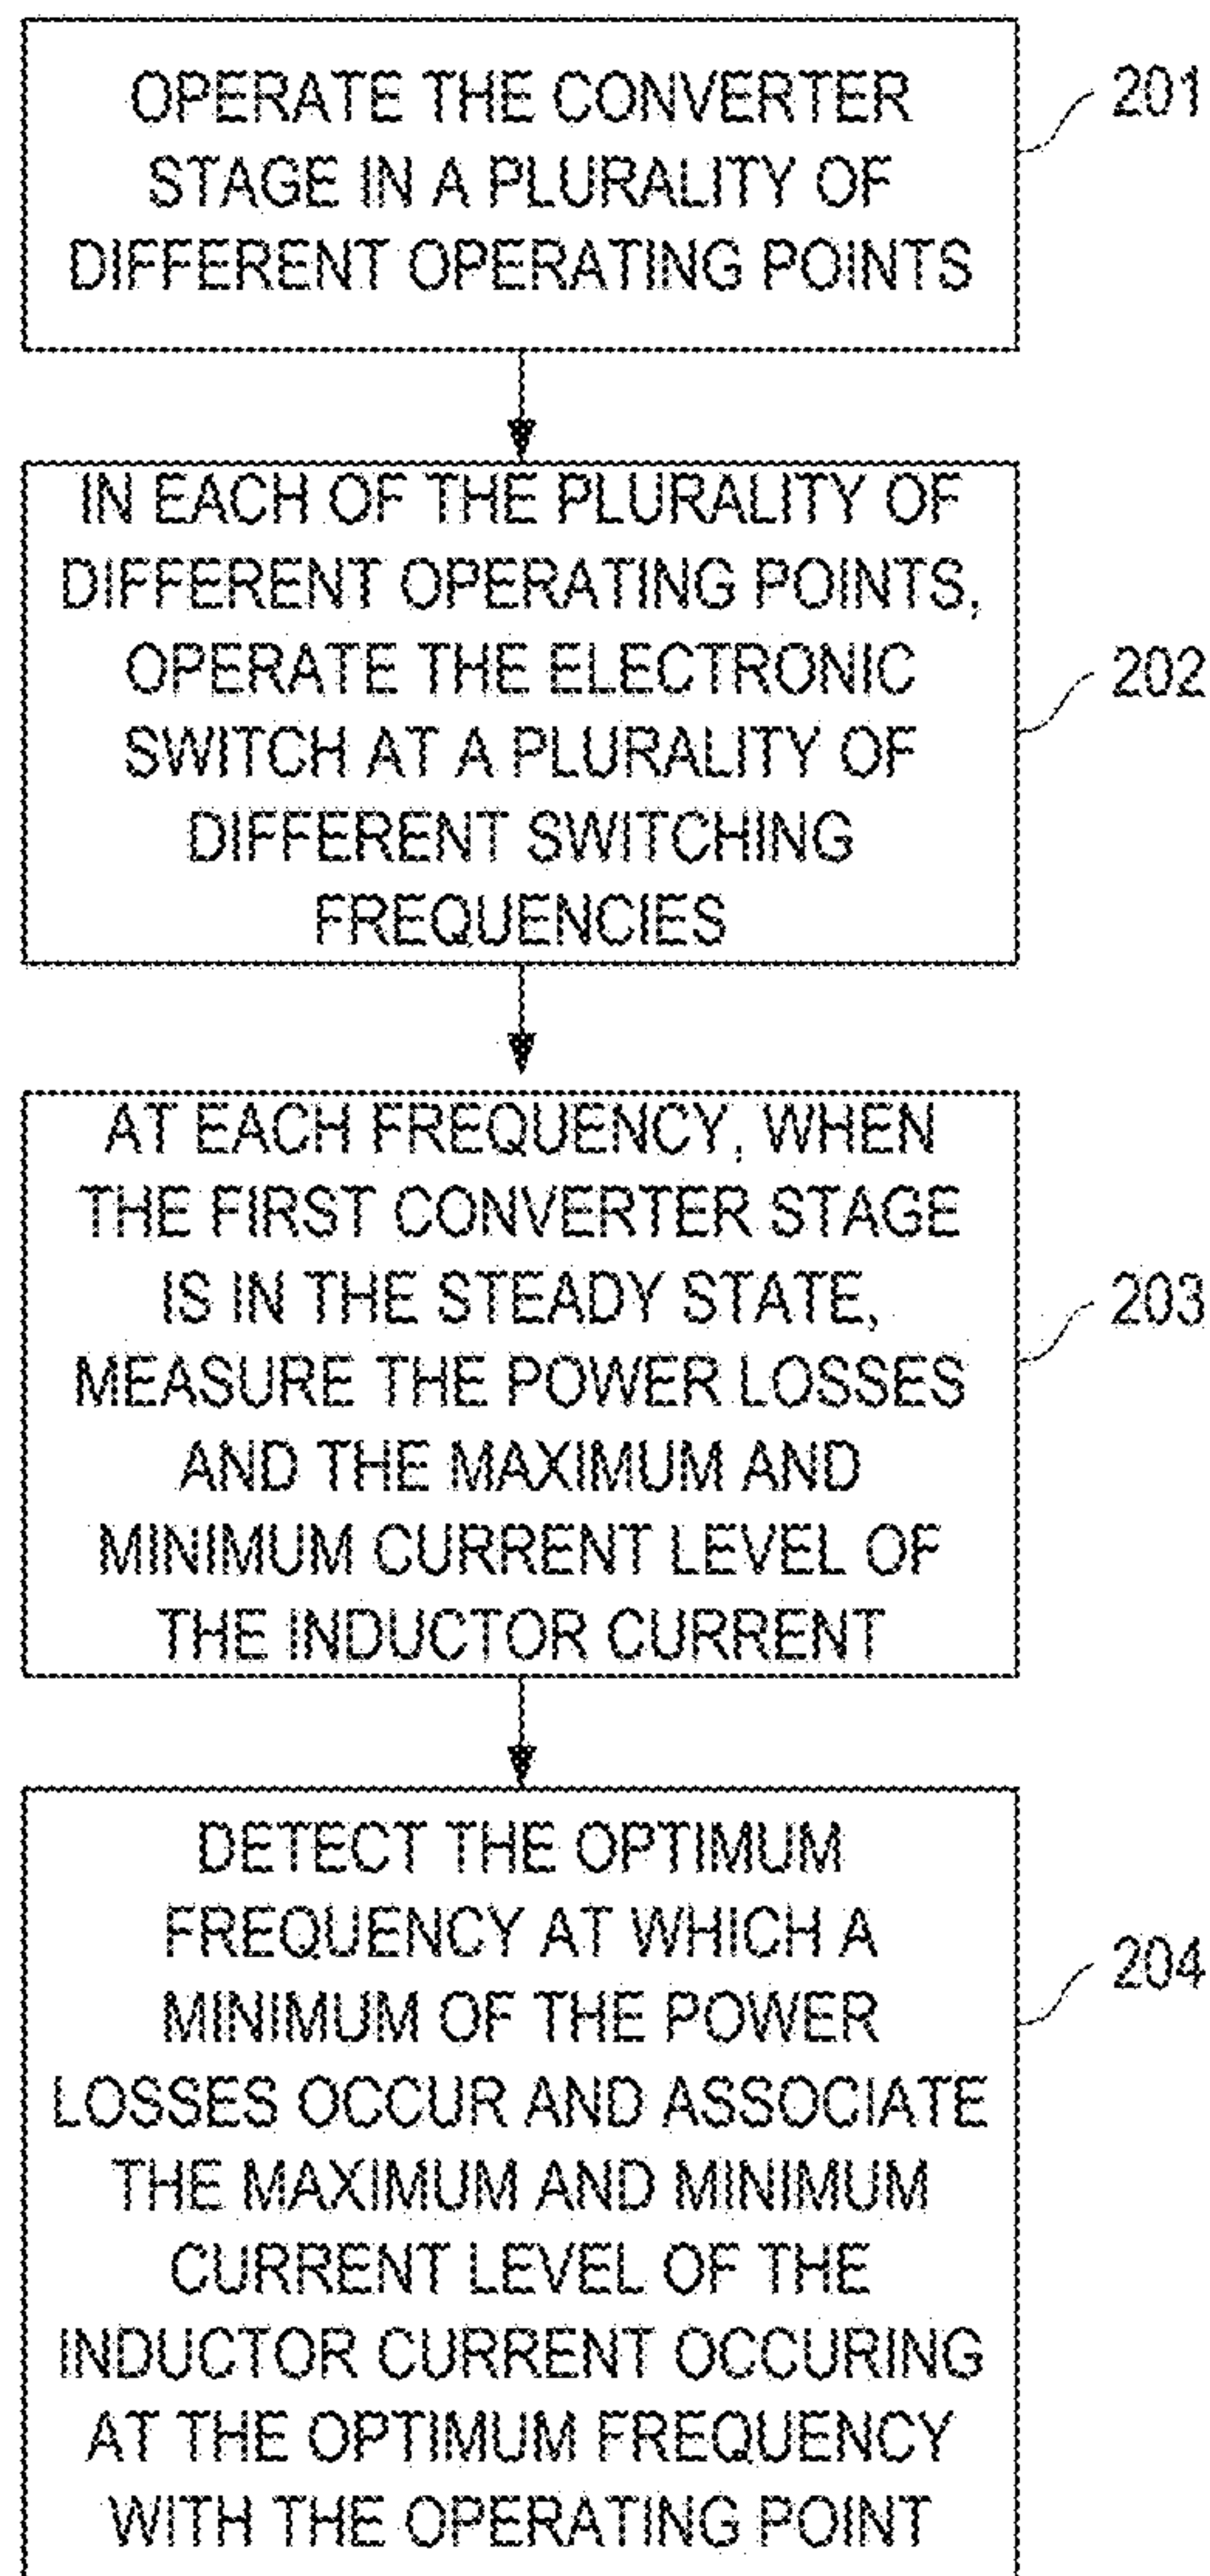 OPERATE THE CONVERTER
STAGE IN A PLURALITY OF
DIFFERENT OPERATING POINTS
201
IN EACH OF THE PLURALITY OF
DIFFERENT OPERATING POINTS,
OPERATE THE ELECTRONIC
SWITCH AT A PLURALITY OF
DIFFERENT SWITCHING
FREQUENCIES
202
AT EACH FREQUENCY, WHEN
THE FIRST CONVERTER STAGE
IS IN THE STEADY STATE,
MEASURE THE POWER LOSSES
AND THE MAXIMUM AND
MINIMUM CURRENT LEVEL OF
THE INDUCTOR CURRENT
203
DETECT THE OPTIMUM
FREQUENCY AT WHICH A
MINIMUM OF THE POWER
LOSSES OCCUR AND ASSOCIATE
THE MAXIMUM AND MINIMUM
CURRENT LEVEL OF THE
INDUCTOR CURRENT OCCURING
AT THE OPTIMUM FREQUENCY
WITH THE OPERATING POINT
204